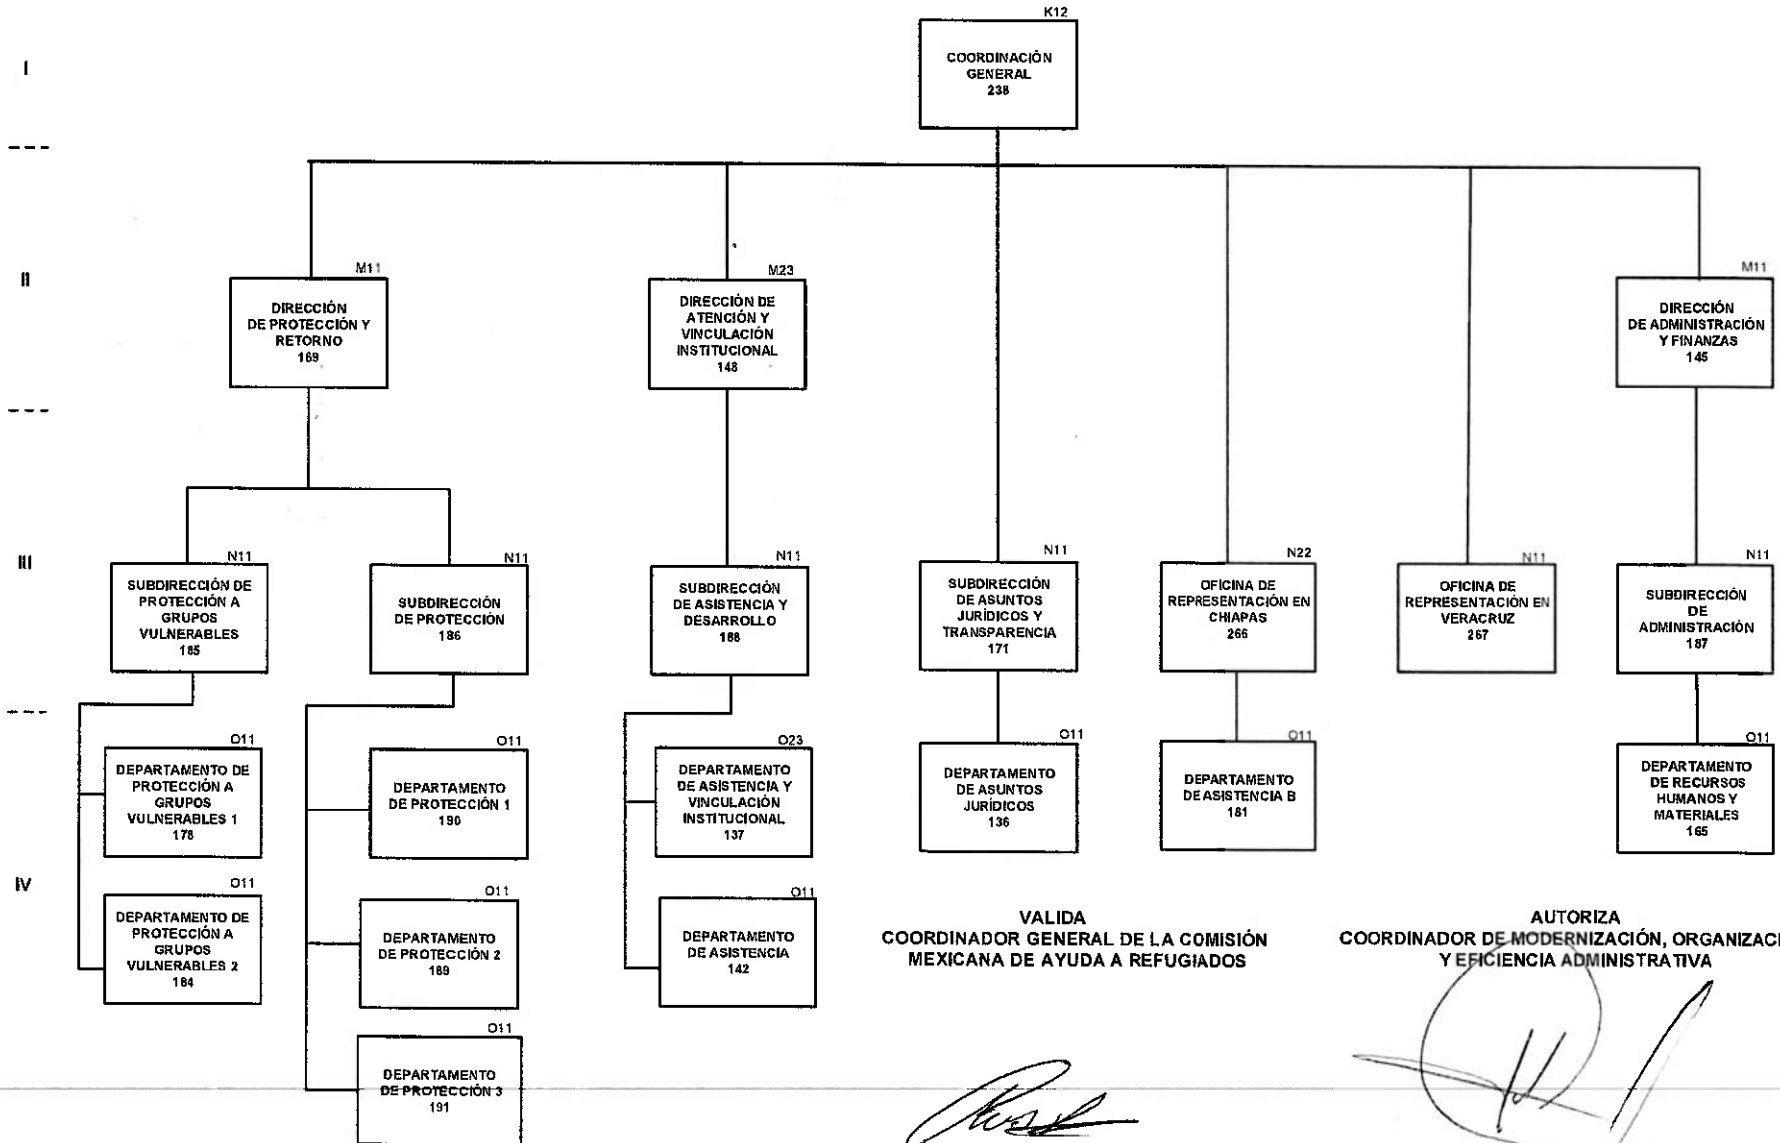 K12
I
COORDINACIÓN
GENERAL
238
II
M11
DIRECCIÓN
DE PROTECCIÓN Y
RETORNO
169
M23
DIRECCIÓN DE
ATENCIÓN Y
VINCULACIÓN
INSTITUCIONAL
148
M11
DIRECCIÓN
DE ADMINISTRACIÓN
Y FINANZAS
145
III
N11
SUBDIRECCIÓN DE
PROTECCIÓN A
GRUPOS
VULNERABLES
185
N11
SUBDIRECCIÓN
DE PROTECCIÓN
186
N11
SUBDIRECCIÓN
DE ASISTENCIA Y
DESARROLLO
188
N11
SUBDIRECCIÓN
DE ASUNTOS
JURÍDICOS Y
TRANSPARENCIA
171
N22
OFICINA DE
REPRESENTACIÓN EN
CHIAPAS
266
N11
OFICINA DE
REPRESENTACIÓN EN
VERACRUZ
267
N11
SUBDIRECCIÓN
DE
ADMINISTRACIÓN
187
IV
O11
DEPARTAMENTO DE
PROTECCIÓN A
GRUPOS
VULNERABLES 1
178
O11
DEPARTAMENTO
DE PROTECCIÓN 1
190
O23
DEPARTAMENTO
DE ASISTENCIA Y
VINCULACIÓN
INSTITUCIONAL
137
O11
DEPARTAMENTO
DE ASUNTOS
JURÍDICOS
136
O11
DEPARTAMENTO
DE ASISTENCIA B
181
O11
DEPARTAMENTO
DE RECURSOS
HUMANOS Y
MATERIALES
165
O11
DEPARTAMENTO DE
PROTECCIÓN A
GRUPOS
VULNERABLES 2
184
O11
DEPARTAMENTO
DE PROTECCIÓN 2
189
O11
DEPARTAMENTO
DE ASISTENCIA
142
O11
DEPARTAMENTO
DE PROTECCIÓN 3
191
VALIDA
COORDINADOR GENERAL DE LA COMISIÓN
MEXICANA DE AYUDA A REFUGIADOS
AUTORIZA
COORDINADOR DE MODERNIZACIÓN, ORGANIZACI
Y EFICIENCIA ADMINISTRATIVA